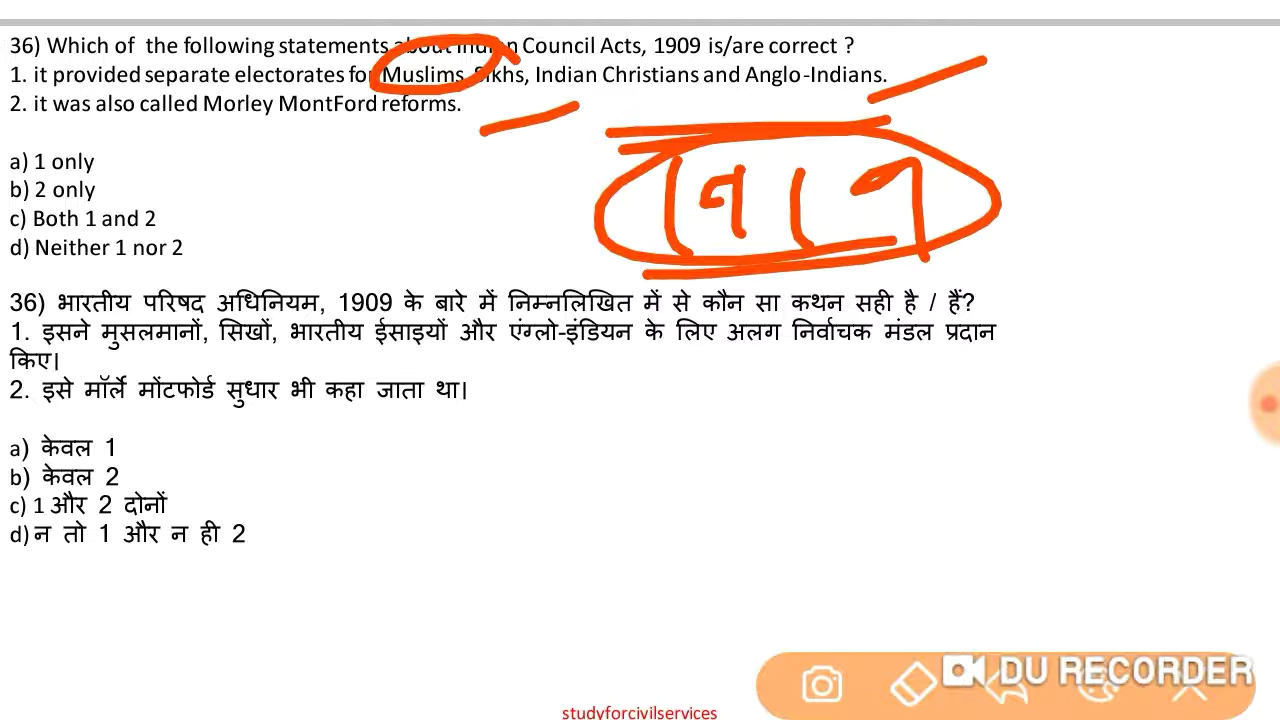 36) Which of the following statements about Indian Council Acts, 1909 is/are correct ?
1. it provided separate electorates for Muslims, Sikhs, Indian Christians and Anglo-Indians.
2. it was also called Morley MontFord reforms.
a) 1 only
b) 2 only
c) Both 1 and 2
d) Neither 1 nor 2
36) भारतीय परिषद अधिनियम, 1909 के बारे में निम्नलिखित में से कौन सा कथन सही है / हैं?
1. इसने मुसलमानों, सिखों, भारतीय ईसाइयों और एंग्लो-इंडियन के लिए अलग निर्वाचक मंडल प्रदान
किए।
2. इसे मॉर्ले मोंटफोर्ड सुधार भी कहा जाता था।
a) केवल 1
b) केवल 2
c) 1 और 2 दोनों
d) न तो 1 और न ही 2
DU RECORDER
studyforcivilservices